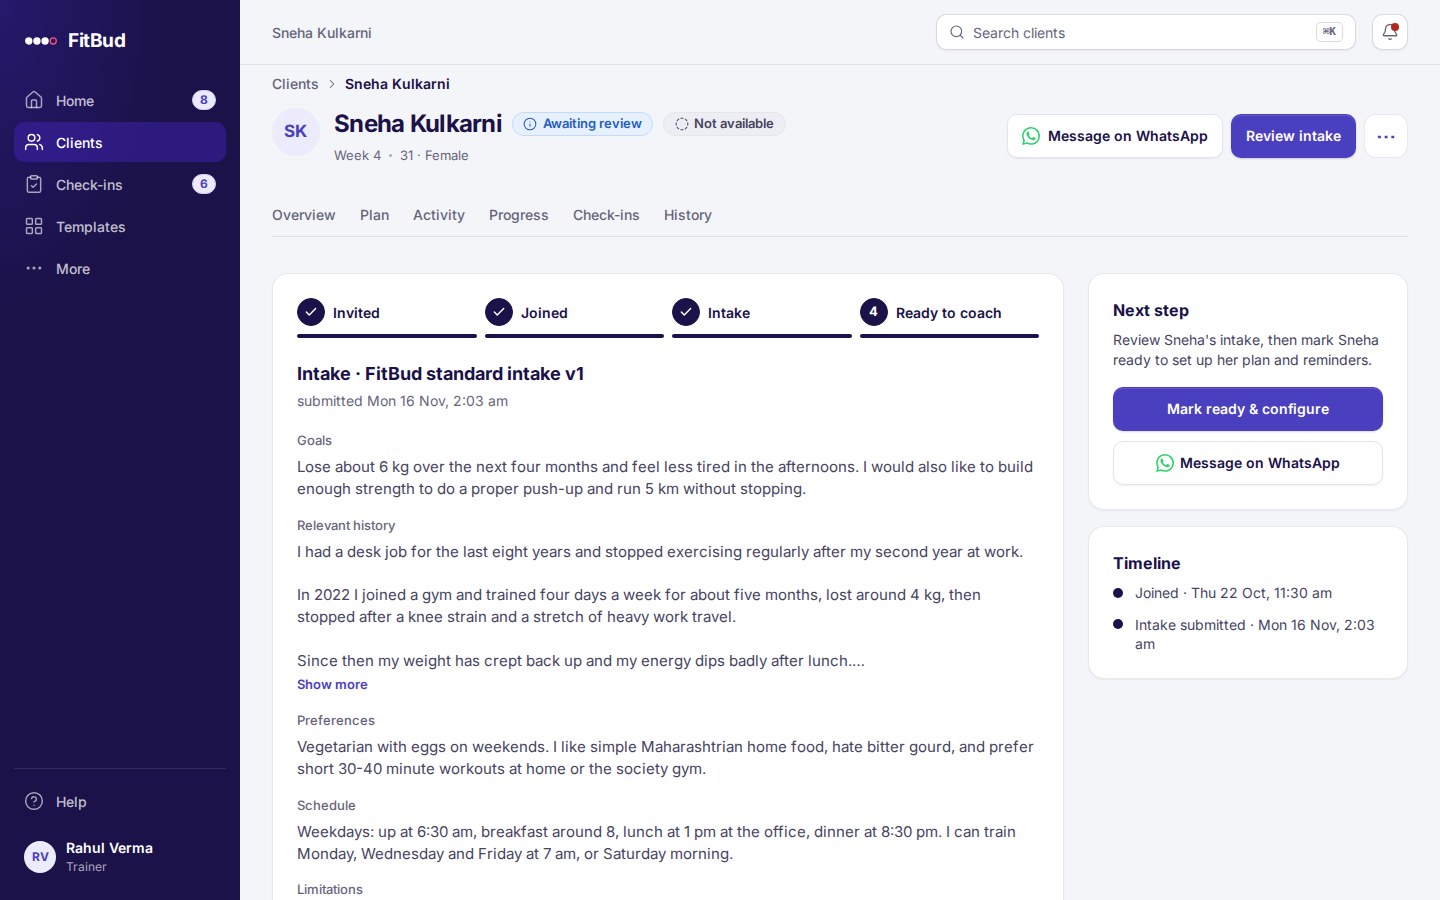 FitBud
Home 8
Clients
Check-ins 6
Templates
More
Help
RV Rahul Verma
Trainer
Sneha Kulkarni
Search clients ⌘K
Clients > Sneha Kulkarni
SK Sneha Kulkarni Awaiting review Not available
Week 4 • 31 · Female
Message on WhatsApp Review intake ...
Overview Plan Activity Progress Check-ins History
Invited Joined Intake 4 Ready to coach
Intake · FitBud standard intake v1
submitted Mon 16 Nov, 2:03 am
Goals
Lose about 6 kg over the next four months and feel less tired in the afternoons. I would also like to build
enough strength to do a proper push-up and run 5 km without stopping.
Relevant history
I had a desk job for the last eight years and stopped exercising regularly after my second year at work.
In 2022 I joined a gym and trained four days a week for about five months, lost around 4 kg, then
stopped after a knee strain and a stretch of heavy work travel.
Since then my weight has crept back up and my energy dips badly after lunch....
Show more
Preferences
Vegetarian with eggs on weekends. I like simple Maharashtrian home food, hate bitter gourd, and prefer
short 30-40 minute workouts at home or the society gym.
Schedule
Weekdays: up at 6:30 am, breakfast around 8, lunch at 1 pm at the office, dinner at 8:30 pm. I can train
Monday, Wednesday and Friday at 7 am, or Saturday morning.
Limitations
Next step
Review Sneha's intake, then mark Sneha
ready to set up her plan and reminders.
Mark ready & configure
Message on WhatsApp
Timeline
Joined · Thu 22 Oct, 11:30 am
Intake submitted · Mon 16 Nov, 2:03
am